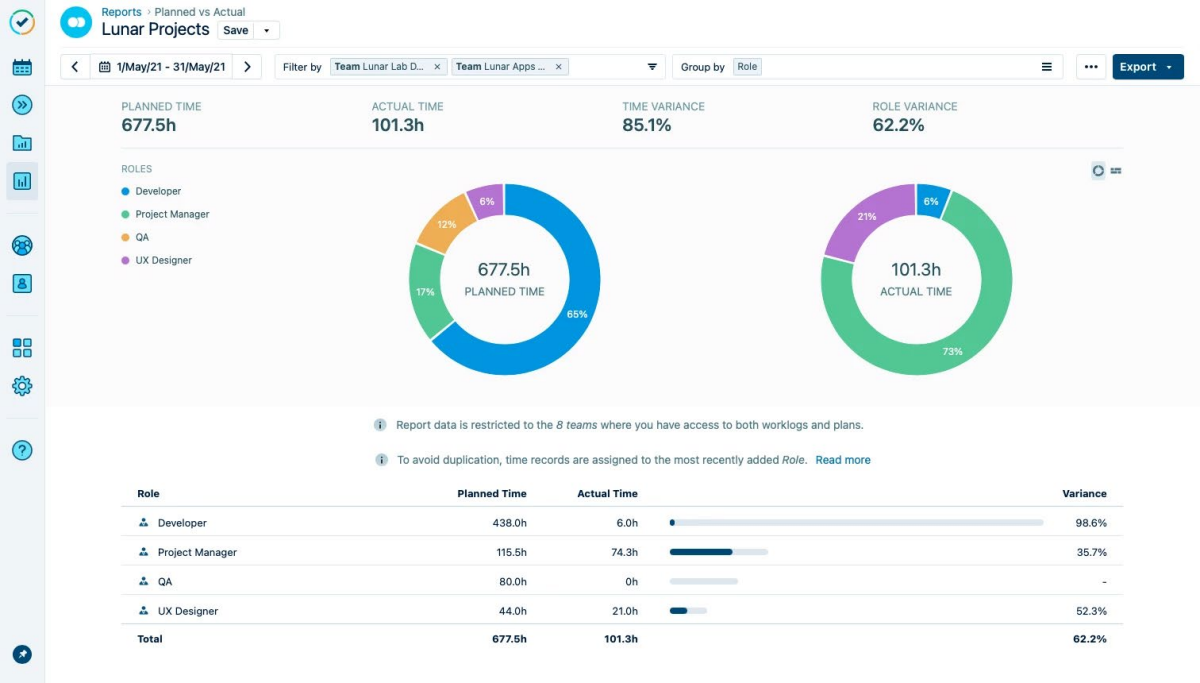 Reports › Planned vs Actual
Lunar Projects Save
1/May/21 - 31/May/21 Filter by Team Lunar Lab D... × Team Lunar Apps ... × Group by Role ••• Export
PLANNED TIME ACTUAL TIME TIME VARIANCE ROLE VARIANCE
677.5h 101.3h 85.1% 62.2%
ROLES
Developer
Project Manager
QA
UX Designer
6%
12%
17%
65%
677.5h
PLANNED TIME
6%
21%
73%
101.3h
ACTUAL TIME
Report data is restricted to the 8 teams where you have access to both worklogs and plans.
To avoid duplication, time records are assigned to the most recently added Role. Read more
Role Planned Time Actual Time Variance
Developer 438.0h 6.0h 98.6%
Project Manager 115.5h 74.3h 35.7%
QA 80.0h 0h -
UX Designer 44.0h 21.0h 52.3%
Total 677.5h 101.3h 62.2%